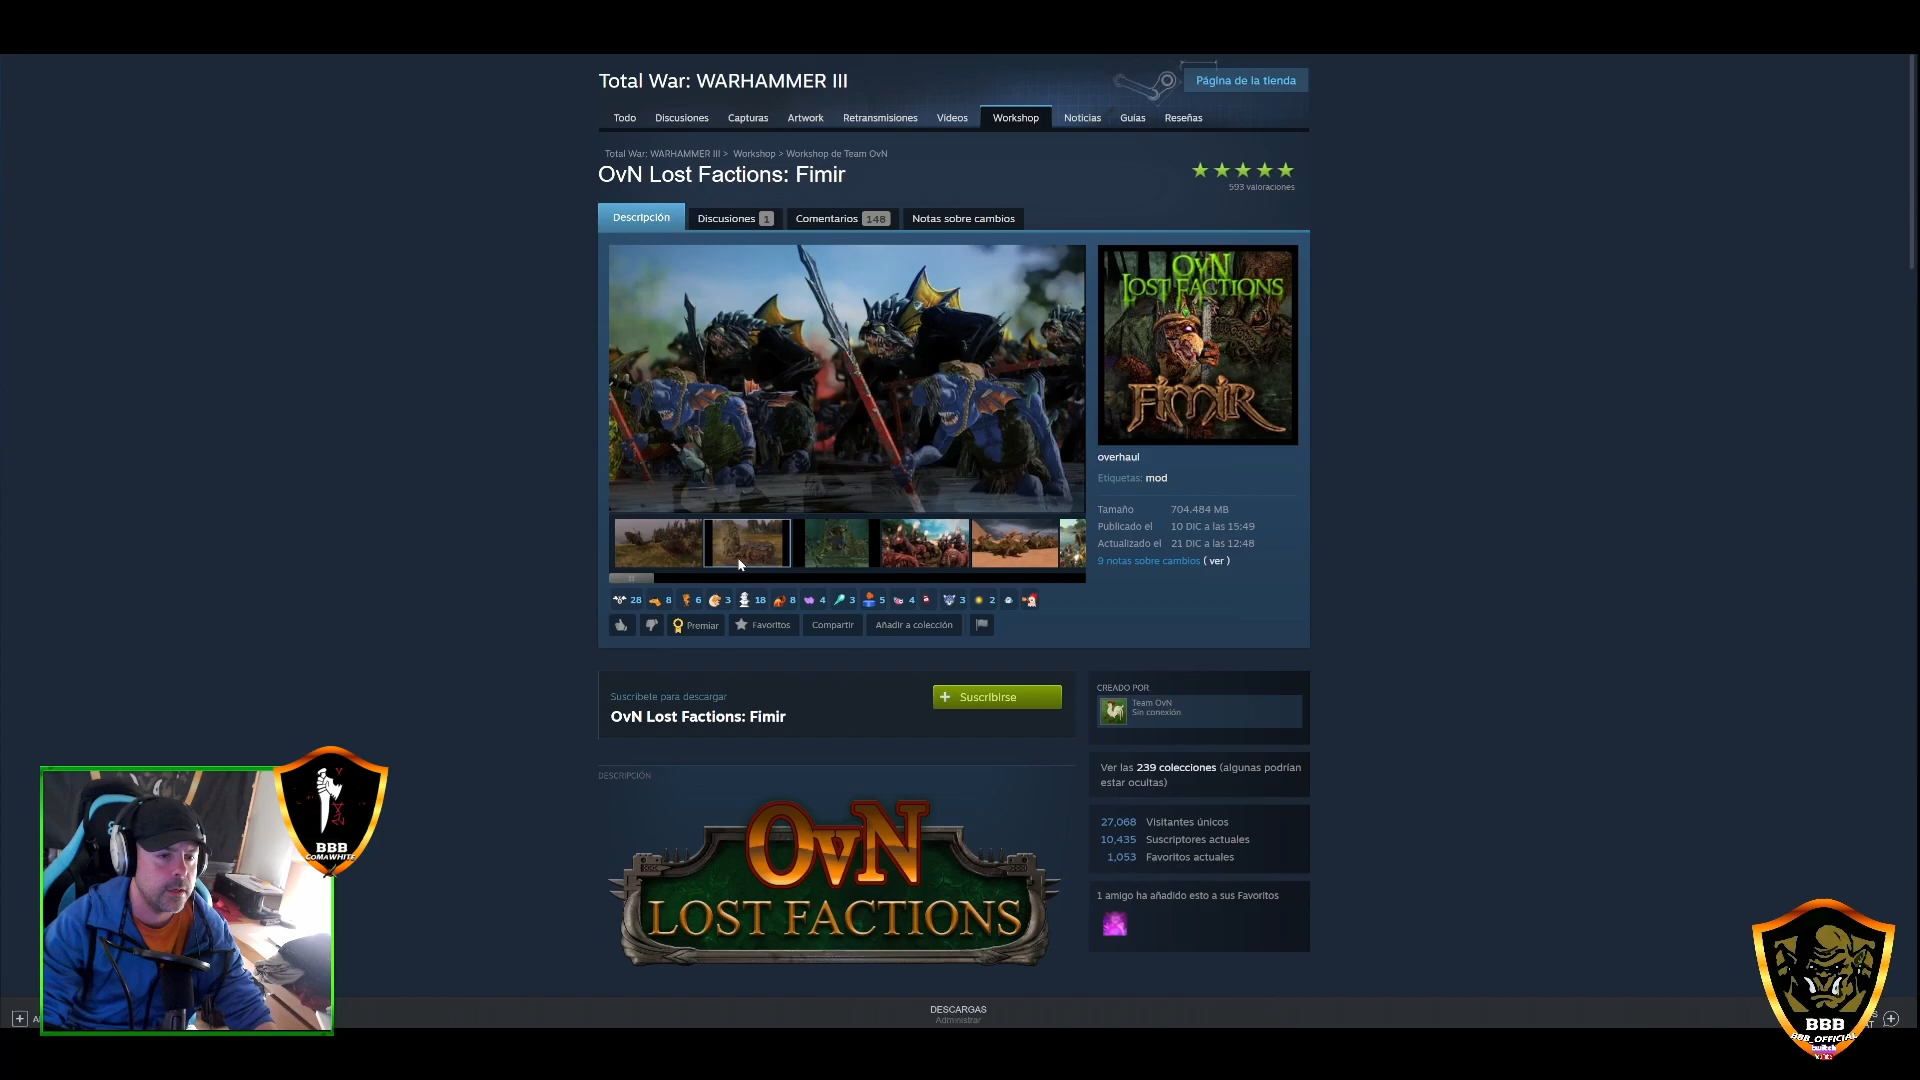 Total War: WARHAMMER III
Página de la tienda
Todo Discusiones Capturas Artwork Retransmisiones Vídeos Workshop Noticias Guías Reseñas
Total War: WARHAMMER III > Workshop > Workshop de Team OvN
OvN Lost Factions: Fimir
593 valoraciones
Descripción Discusiones 1 Comentarios 148 Notas sobre cambios
OvN
LOST FACTIONS
FIMIR
overhaul
Etiquetas: mod
Tamaño 704.484 MB
Publicado el 10 DIC a las 15:49
Actualizado el 21 DIC a las 12:48
9 notas sobre cambios ( ver )
28 8 6 3 18 8 4 3 5 4 3 2
Premiar Favoritos Compartir Añadir a colección
Suscríbete para descargar
OvN Lost Factions: Fimir
Suscribirse
CREADO POR
Team OvN
Sin conexión
Ver las 239 colecciones (algunas podrían
estar ocultas)
DESCRIPCIÓN
OvN
LOST FACTIONS
27,068 Visitantes únicos
10,435 Suscriptores actuales
1,053 Favoritos actuales
1 amigo ha añadido esto a sus Favoritos
BBB
CoMAWHITE
DESCARGAS
Administrar
BBB
BBB_OFFICIAL
twitch